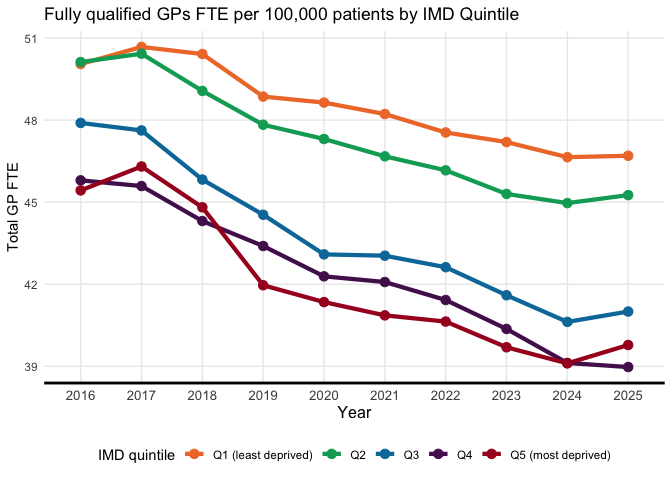 Fully qualified GPs FTE per 100,000 patients by IMD Quintile
51
48
45
42
39
Total GP FTE
2016 2017 2018 2019 2020 2021 2022 2023 2024 2025
Year
IMD quintile Q1 (least deprived) Q2 Q3 Q4 Q5 (most deprived)